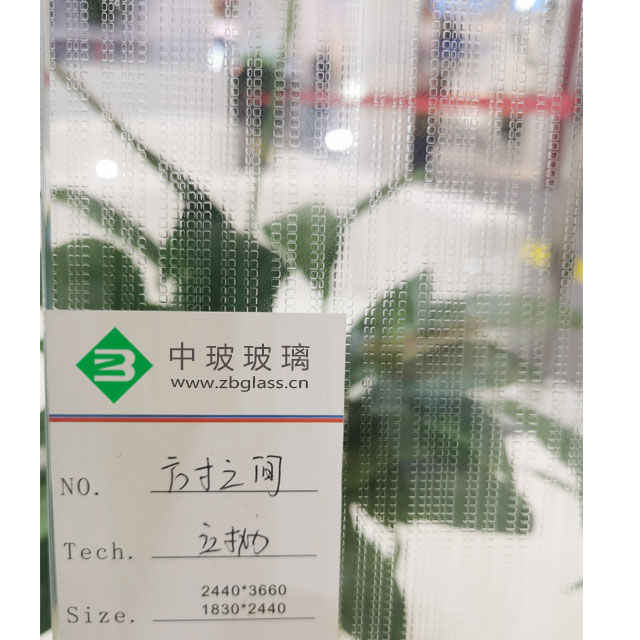 中玻玻璃
www.zbglass.cn
NO. 方寸之间
Tech. 立抛
Size. 2440*3660
1830*2440